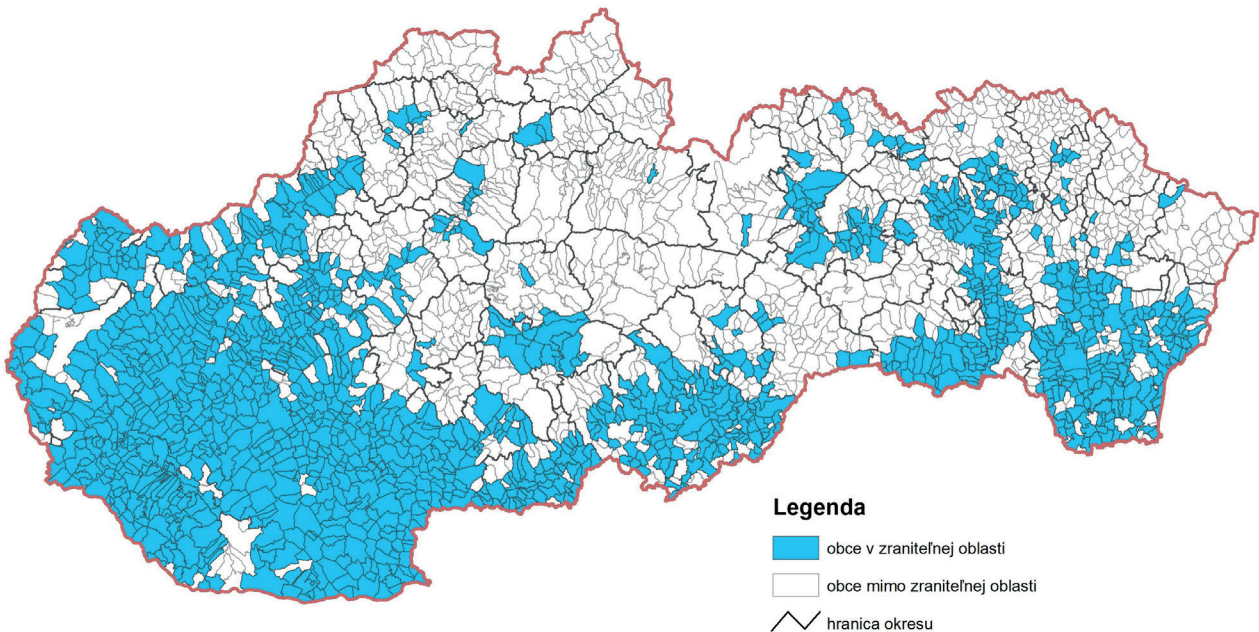 Legenda
obce v zraniteľnej oblasti
obce mimo zraniteľnej oblasti
hranica okresu